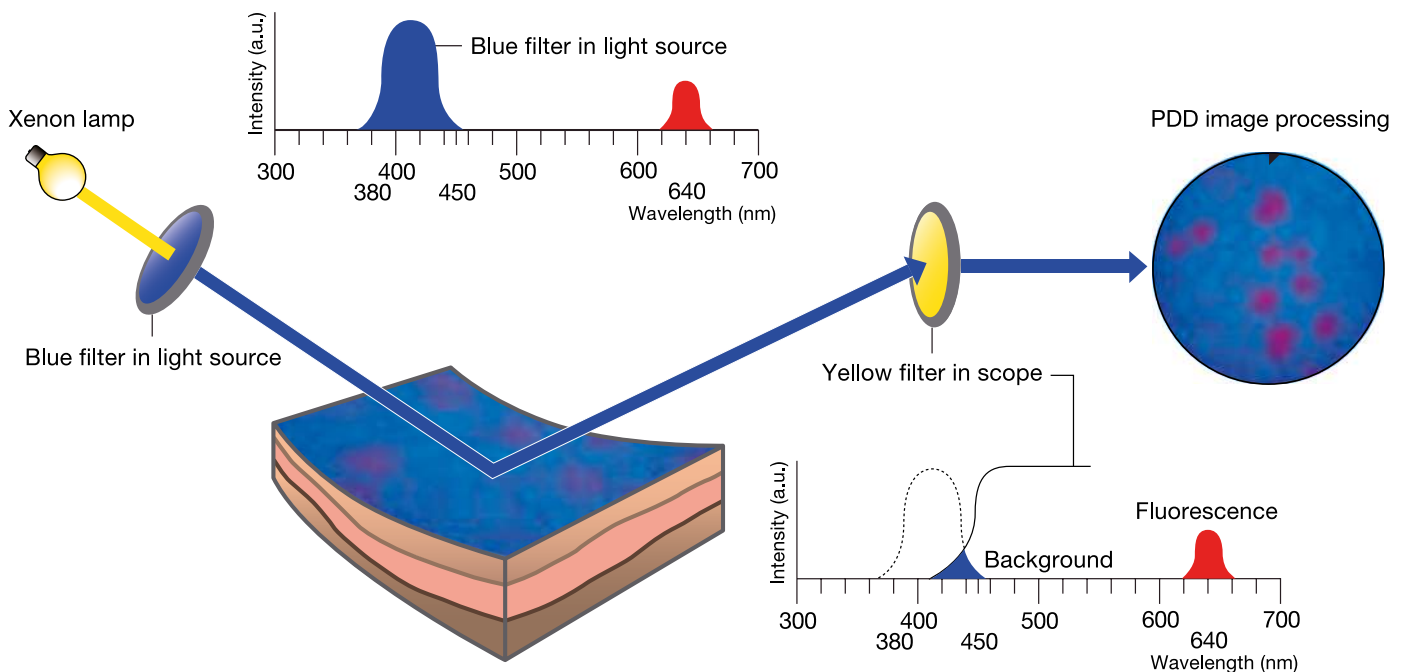 Xenon lamp
Blue filter in light source
Intensity (a.u.)
Blue filter in light source
300 400 500 600 700
380 450 640
Wavelength (nm)
PDD image processing
Yellow filter in scope
Intensity (a.u.)
Background
Fluorescence
300 400 500 600 700
380 450 640
Wavelength (nm)